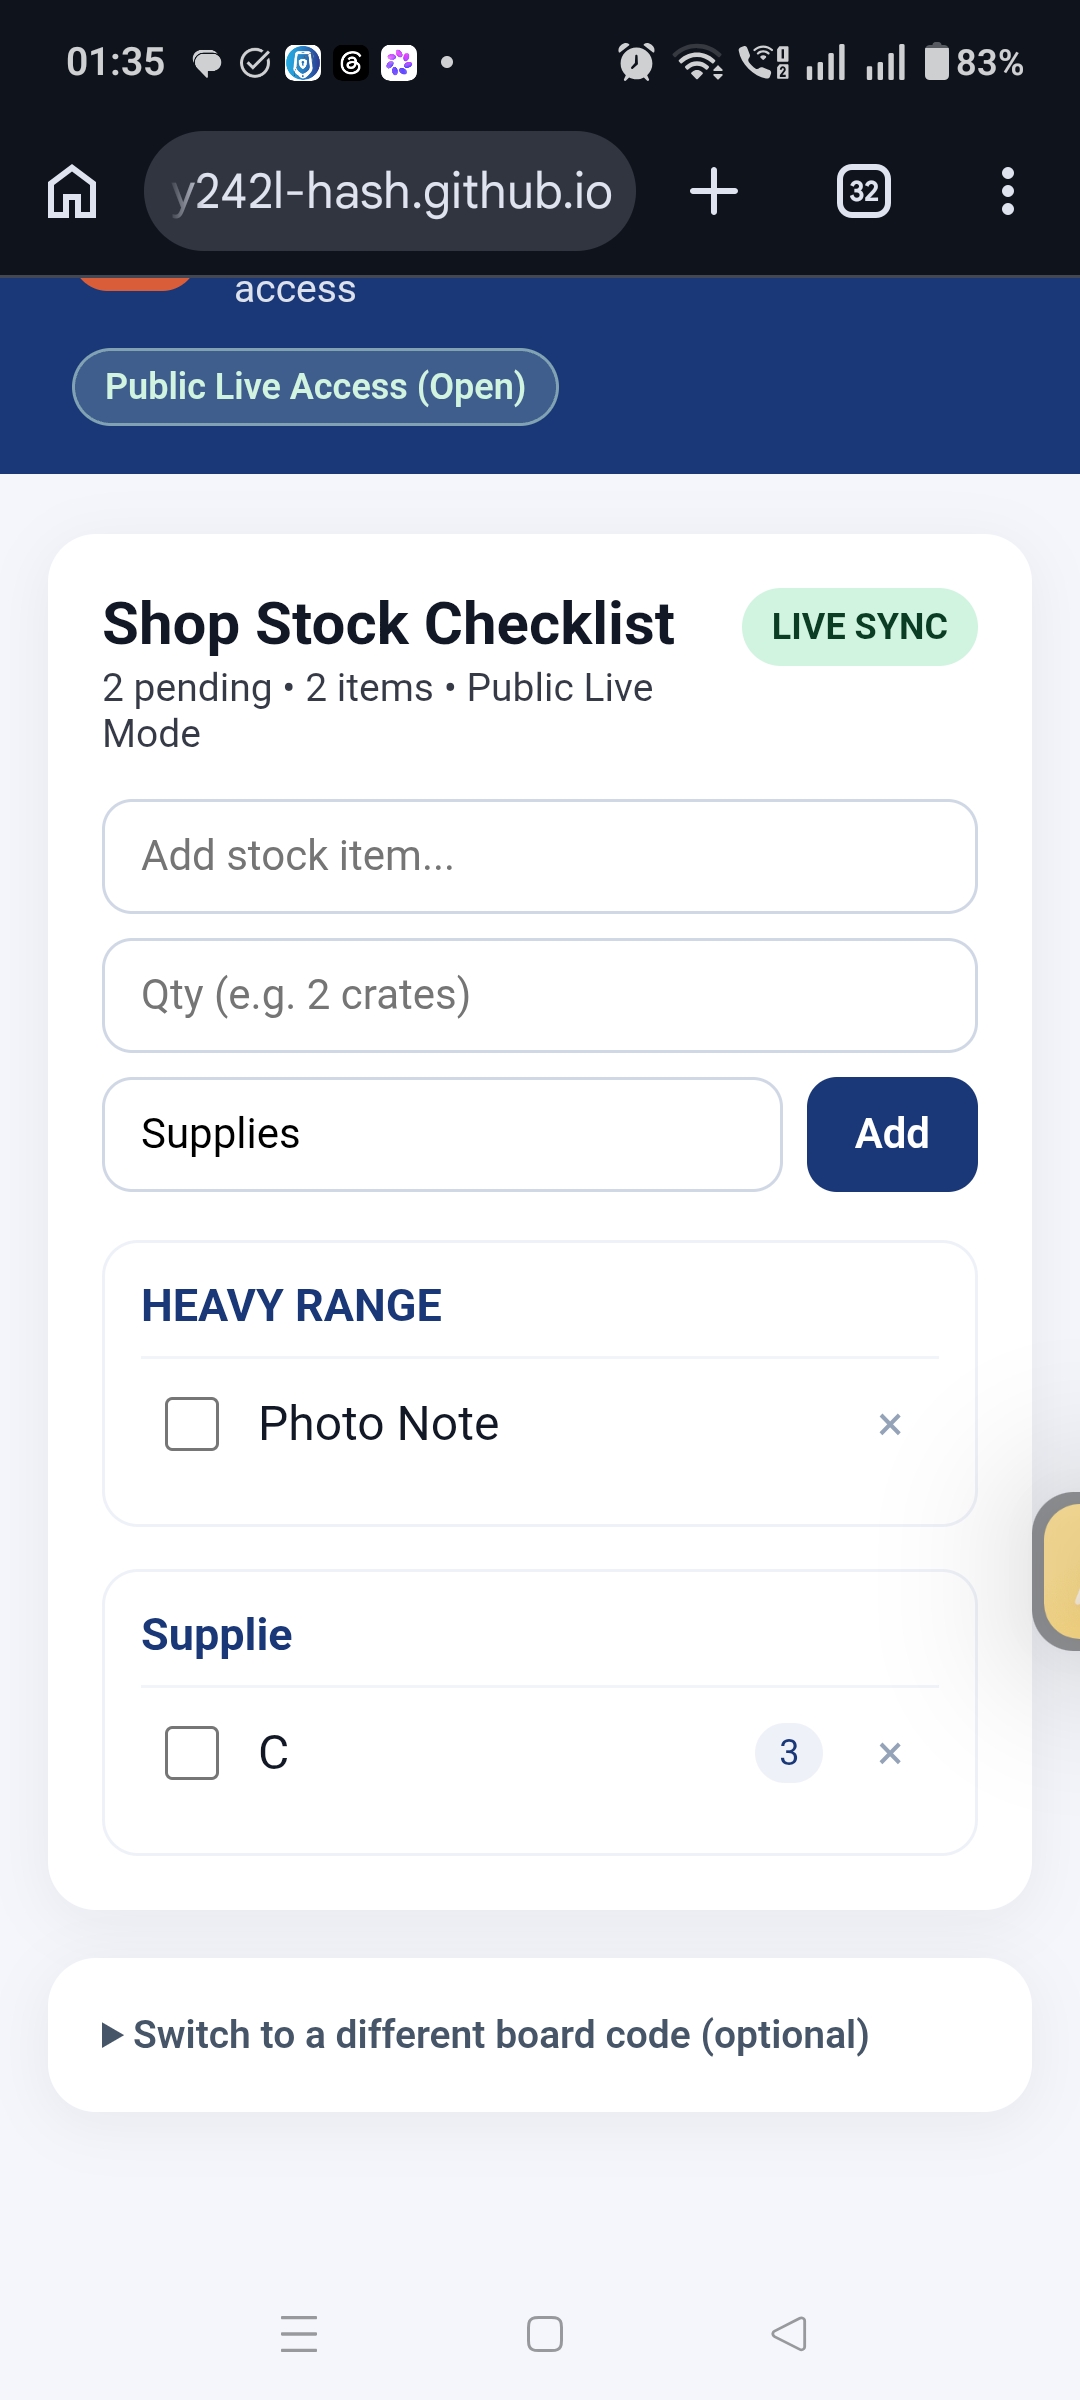 01:35
83%
y242l-hash.github.io
32
access
Public Live Access (Open)
Shop Stock Checklist
LIVE SYNC
2 pending • 2 items • Public Live
Mode
Add stock item...
Qty (e.g. 2 crates)
Supplies
Add
HEAVY RANGE
Photo Note
×
Supplie
C
3
×
Switch to a different board code (optional)